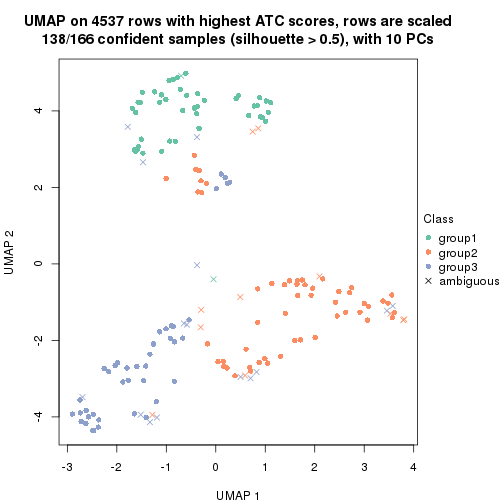 UMAP on 4537 rows with highest ATC scores, rows are scaled
138/166 confident samples (silhouette > 0.5), with 10 PCs
4
2
0
-2
-4
UMAP 2
-3 -2 -1 0 1 2 3 4
UMAP 1
Class
group1
group2
group3
ambiguous